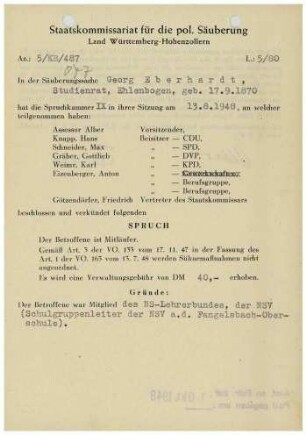 Staatskommissariat für die pol. Säuberung
Land Württemberg-Hohenzollern
Az.: 5/KB/487 L: 5/80
In der Säuberungssache Georg Eberhardt,
Studienrat, Ehlenbogen, geb. 17.9.1870
hat die Spruchkammer IX in ihrer Sitzung am 13.8.1948, an welcher
teilgenommen haben:
Assessor Alber Vorsitzender,
Knapp, Hans Beisitzer — CDU,
Schneider, Max „ — SPD,
Gräber, Gottlieb „ — DVP,
Weimer, Karl „ — KPD,
Eizenberger, Anton „ — Gewerkschaften
„ — Berufsgruppe,
„ — Berufsgruppe,
Götzendörfer, Friedrich Vertreter des Staatskommissars
beschlossen und verkündet folgenden
SPRUCH
Der Betroffene ist Mitläufer.
Gemäß Art. 3 der VO. 133 vom 17. 11. 47 in der Fassung des
Art. 1 der VO. 165 vom 13. 7. 48 werden Sühnemaßnahmen nicht
angeordnet.
Es wird eine Verwaltungsgebühr von DM 40,- erhoben.
Gründe:
Der Betroffene war Mitglied des NS-Lehrerbundes, der NSV
(Schulgruppenleiter der NSV a.d. Fangelsbach-Ober-
schule).